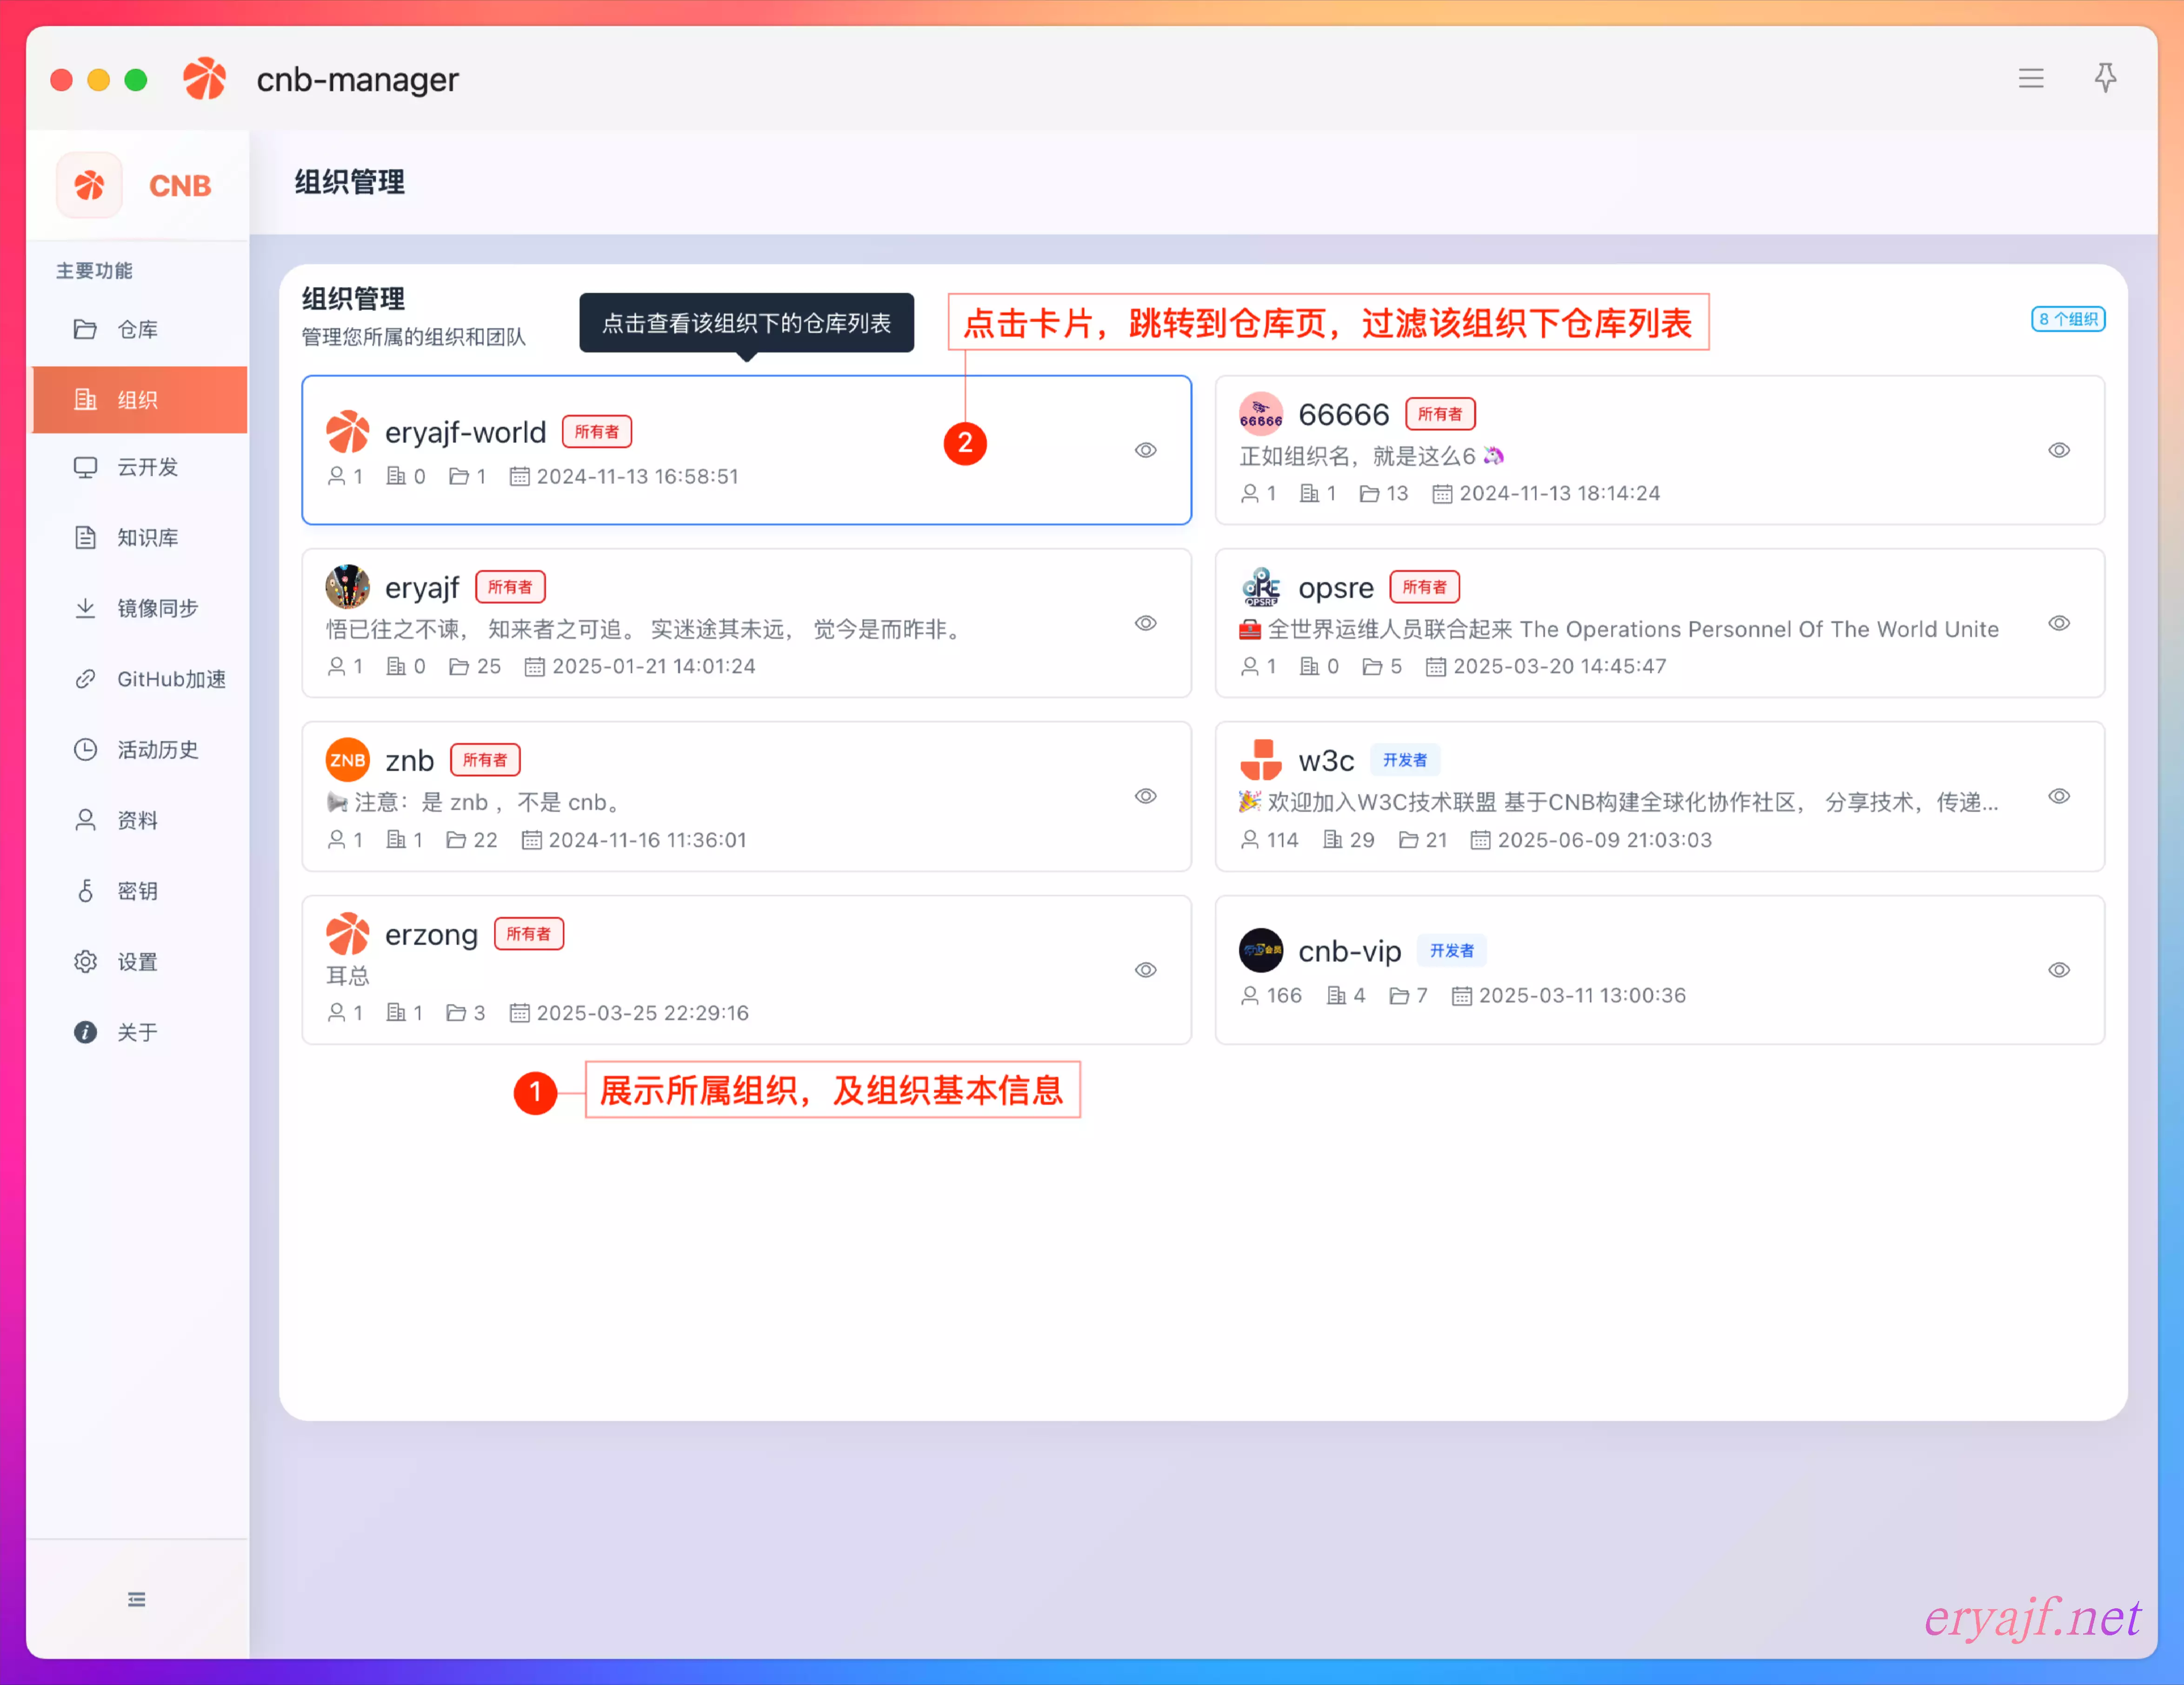 cnb-manager
CNB
主要功能
仓库
组织
云开发
知识库
镜像同步
GitHub加速
活动历史
资料
密钥
设置
关于
组织管理
组织管理
管理您所属的组织和团队
点击查看该组织下的仓库列表
点击卡片，跳转到仓库页，过滤该组织下仓库列表
8 个组织
2
eryajf-world 所有者
1 0 1 2024-11-13 16:58:51
66666
66666 所有者
正如组织名，就是这么6 🦄
1 1 13 2024-11-13 18:14:24
eryajf 所有者
悟已往之不谏， 知来者之可追。 实迷途其未远， 觉今是而昨非。
1 0 25 2025-01-21 14:01:24
OPSRE
opsre 所有者
🧰 全世界运维人员联合起来 The Operations Personnel Of The World Unite
1 0 5 2025-03-20 14:45:47
ZNB
znb 所有者
📢 注意：是 znb ，不是 cnb。
1 1 22 2024-11-16 11:36:01
w3c 开发者
🎉 欢迎加入W3C技术联盟 基于CNB构建全球化协作社区， 分享技术，传递...
114 29 21 2025-06-09 21:03:03
erzong 所有者
耳总
1 1 3 2025-03-25 22:29:16
cnb-vip 开发者
166 4 7 2025-03-11 13:00:36
1 展示所属组织，及组织基本信息
eryajf.net